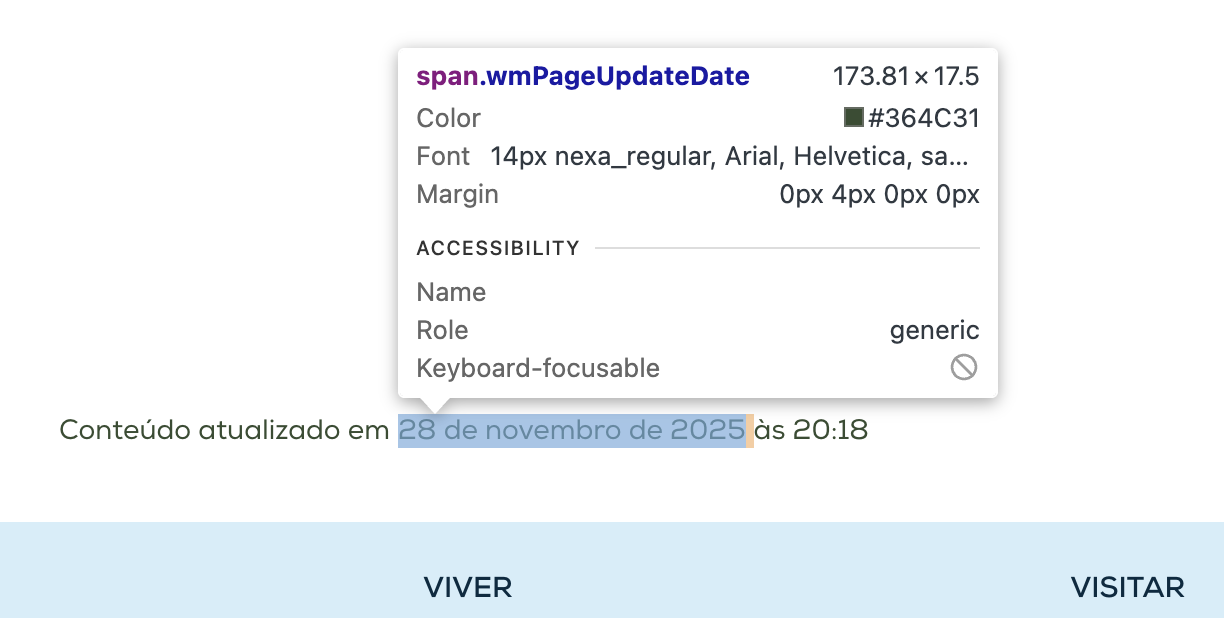 span.wmPageUpdateDate 173.81 × 17.5
Color #364C31
Font 14px nexa_regular, Arial, Helvetica, sa...
Margin 0px 4px 0px 0px
ACCESSIBILITY
Name
Role generic
Keyboard-focusable
Conteúdo atualizado em 28 de novembro de 2025 às 20:18
VIVER VISITAR